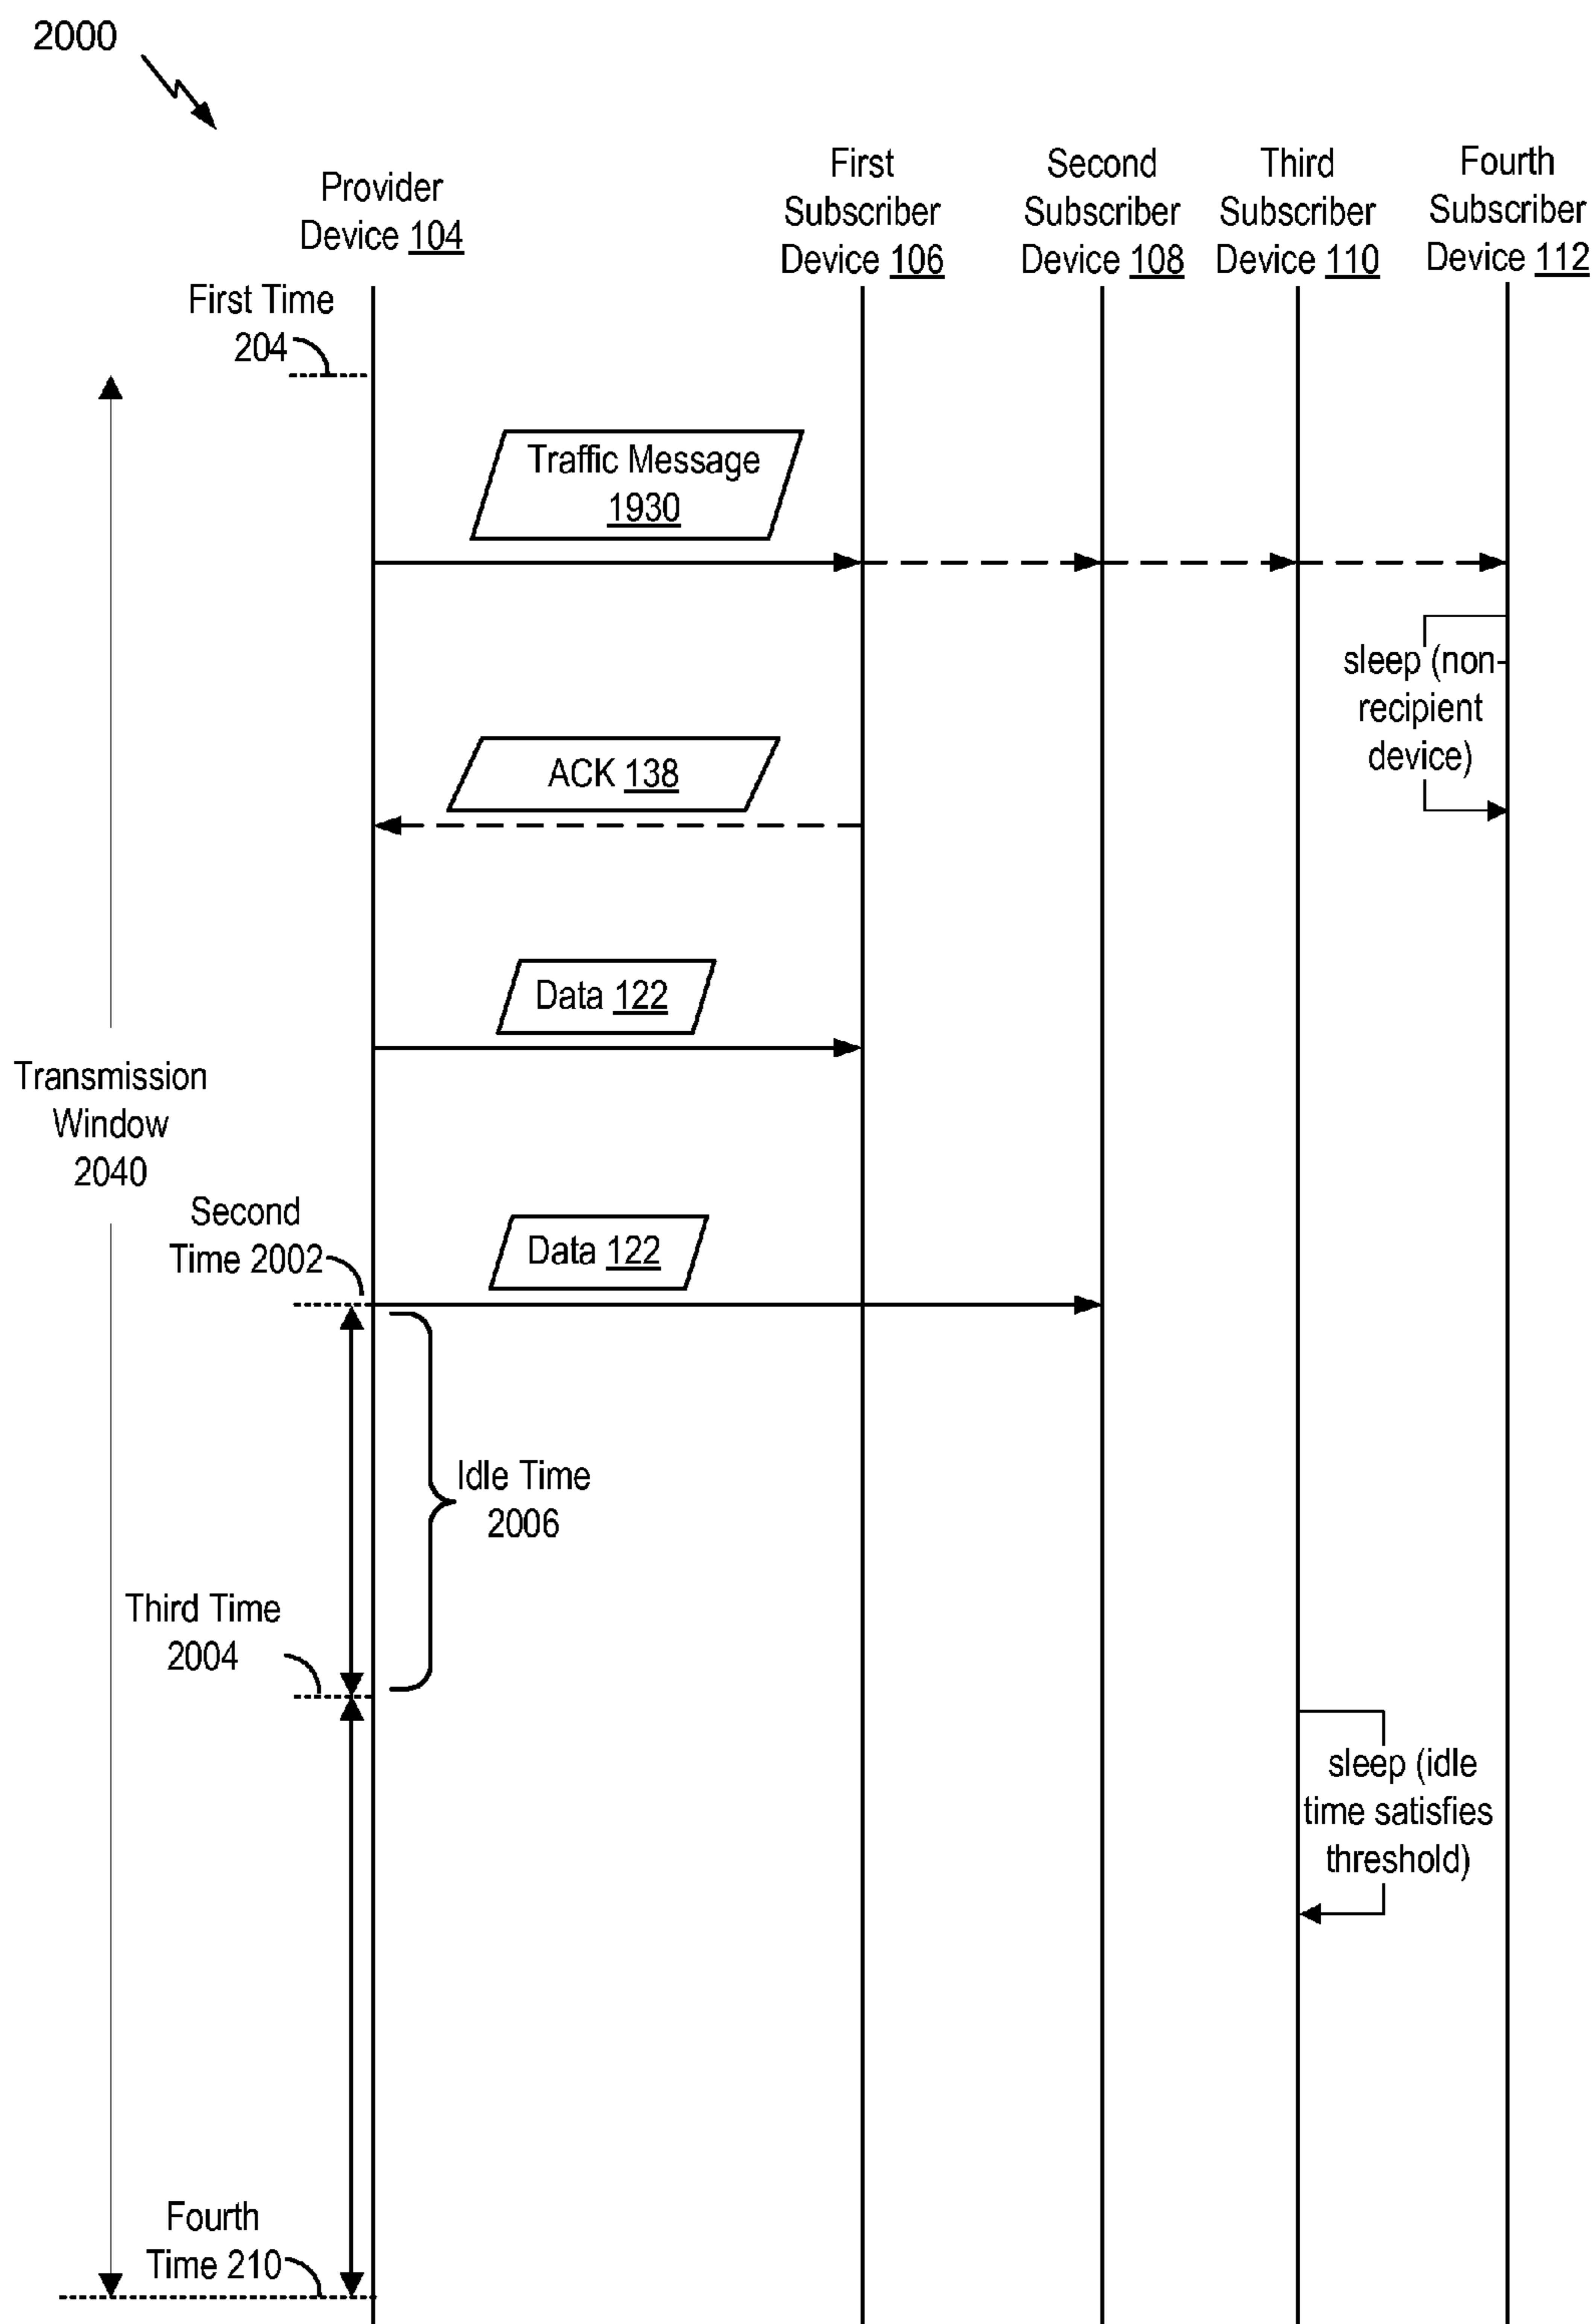 2000
Provider
Device 104
First
Subscriber
Device 106
Second
Subscriber
Device 108
Third
Subscriber
Device 110
Fourth
Subscriber
Device 112
First Time
204
Traffic Message
1930
sleep (non-
recipient
device)
ACK 138
Data 122
Transmission
Window
2040
Second
Time 2002
Data 122
Idle Time
2006
Third Time
2004
sleep (idle
time satisfies
threshold)
Fourth
Time 210